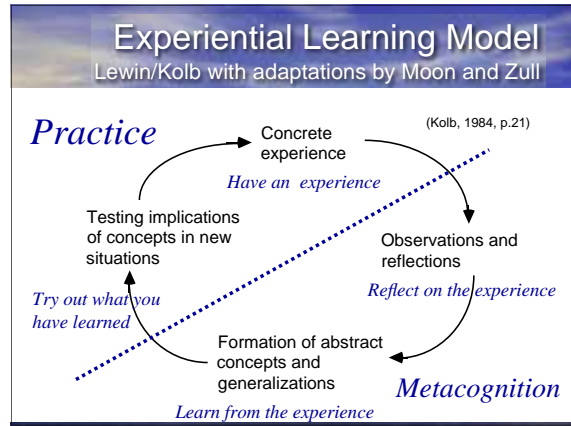 Experiential Learning Model
Lewin/Kolb with adaptations by Moon and Zull
Practice
(Kolb, 1984, p.21)
Concrete
experience
Have an experience
Testing implications
of concepts in new
situations
Observations and
reflections
Reflect on the experience
Try out what you
have learned
Formation of abstract
concepts and
generalizations
Metacognition
Learn from the experience